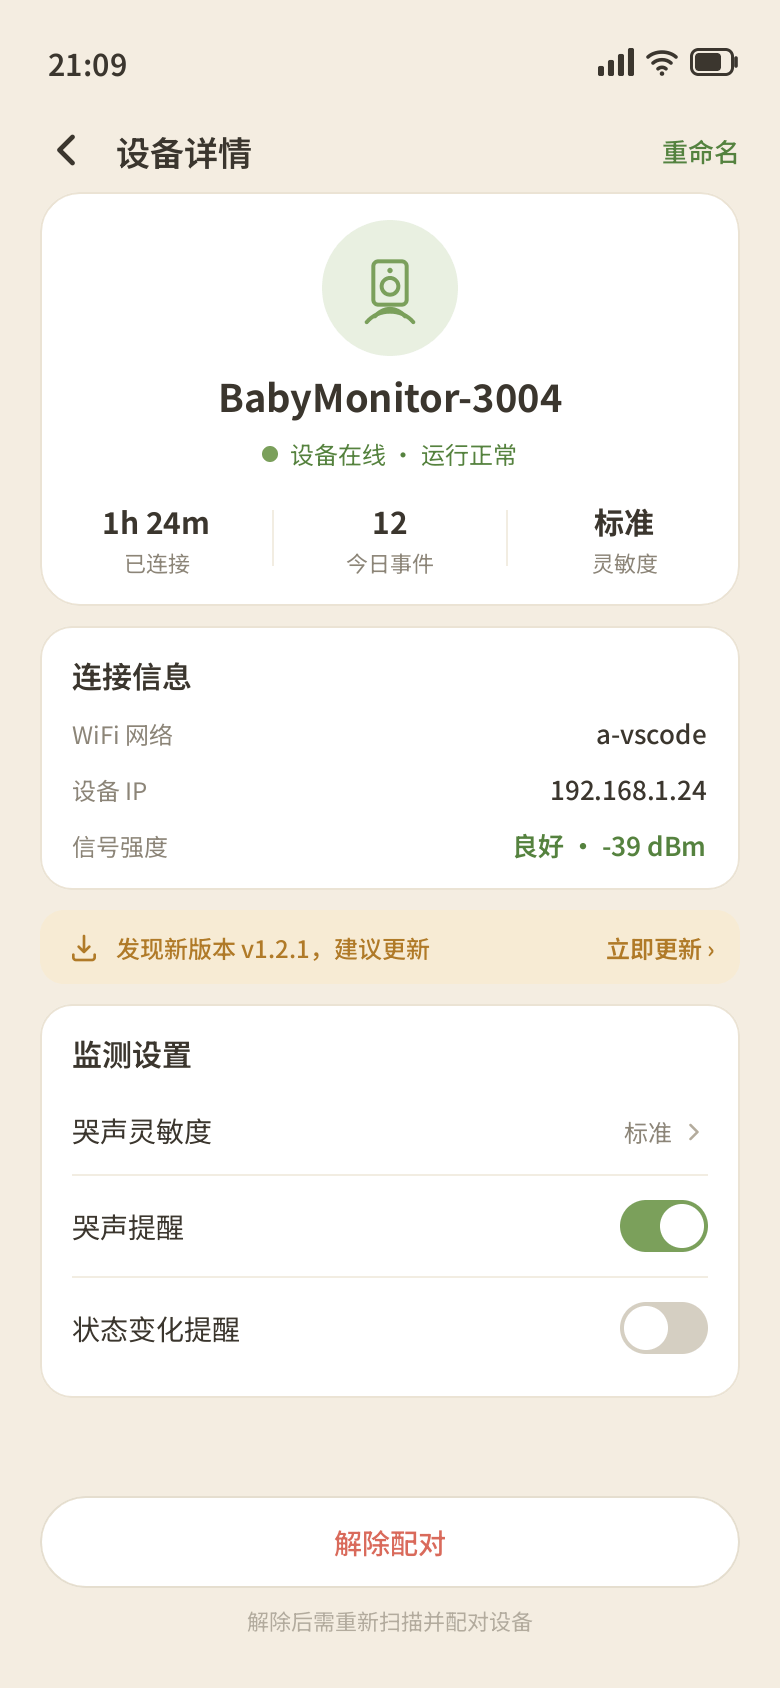 21:09
设备详情
重命名
BabyMonitor-3004
设备在线 · 运行正常
1h 24m
已连接
12
今日事件
标准
灵敏度
连接信息
WiFi 网络
a-vscode
设备 IP
192.168.1.24
信号强度
良好 · -39 dBm
发现新版本 v1.2.1，建议更新
立即更新 ›
监测设置
哭声灵敏度
标准
哭声提醒
状态变化提醒
解除配对
解除后需重新扫描并配对设备